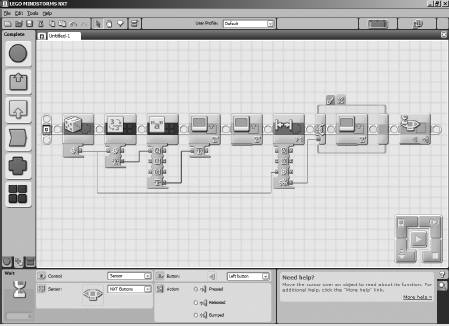 LEGO MINDSTORMS NXT
File Edit Tools Help
User Profile: Default
Complete
Untitled-1
Wait
Control: Sensor
Sensor: NXT Buttons
Button: Left button
Action: Pressed
Released
Bumped
Need help?
Move the cursor over an object to read about its function. For
additional help, click the "More help" link.
More help »